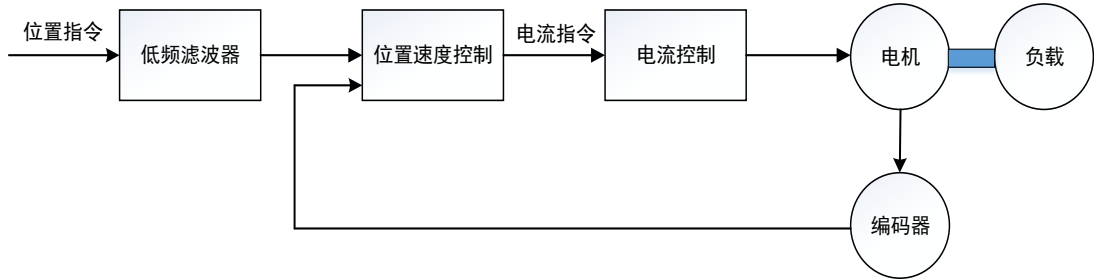 位置指令
低频滤波器
位置速度控制
电流指令
电流控制
电机
负载
编码器